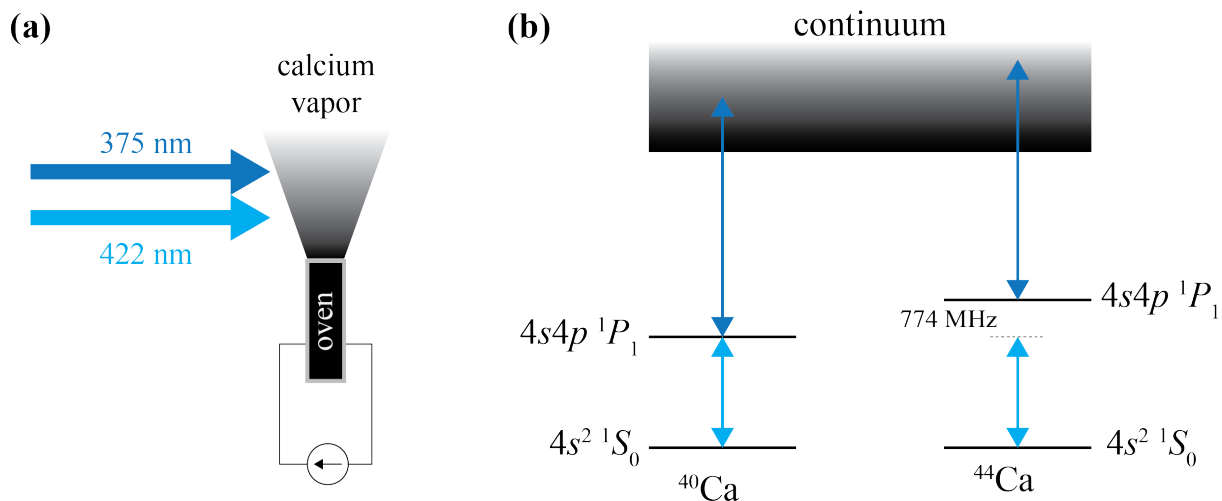 (a)
calcium
vapor
375 nm
422 nm
oven
(b)
continuum
4s4p ¹P₁
4s² ¹S₀
⁴⁰Ca
4s4p ¹P₁
774 MHz
4s² ¹S₀
⁴⁴Ca